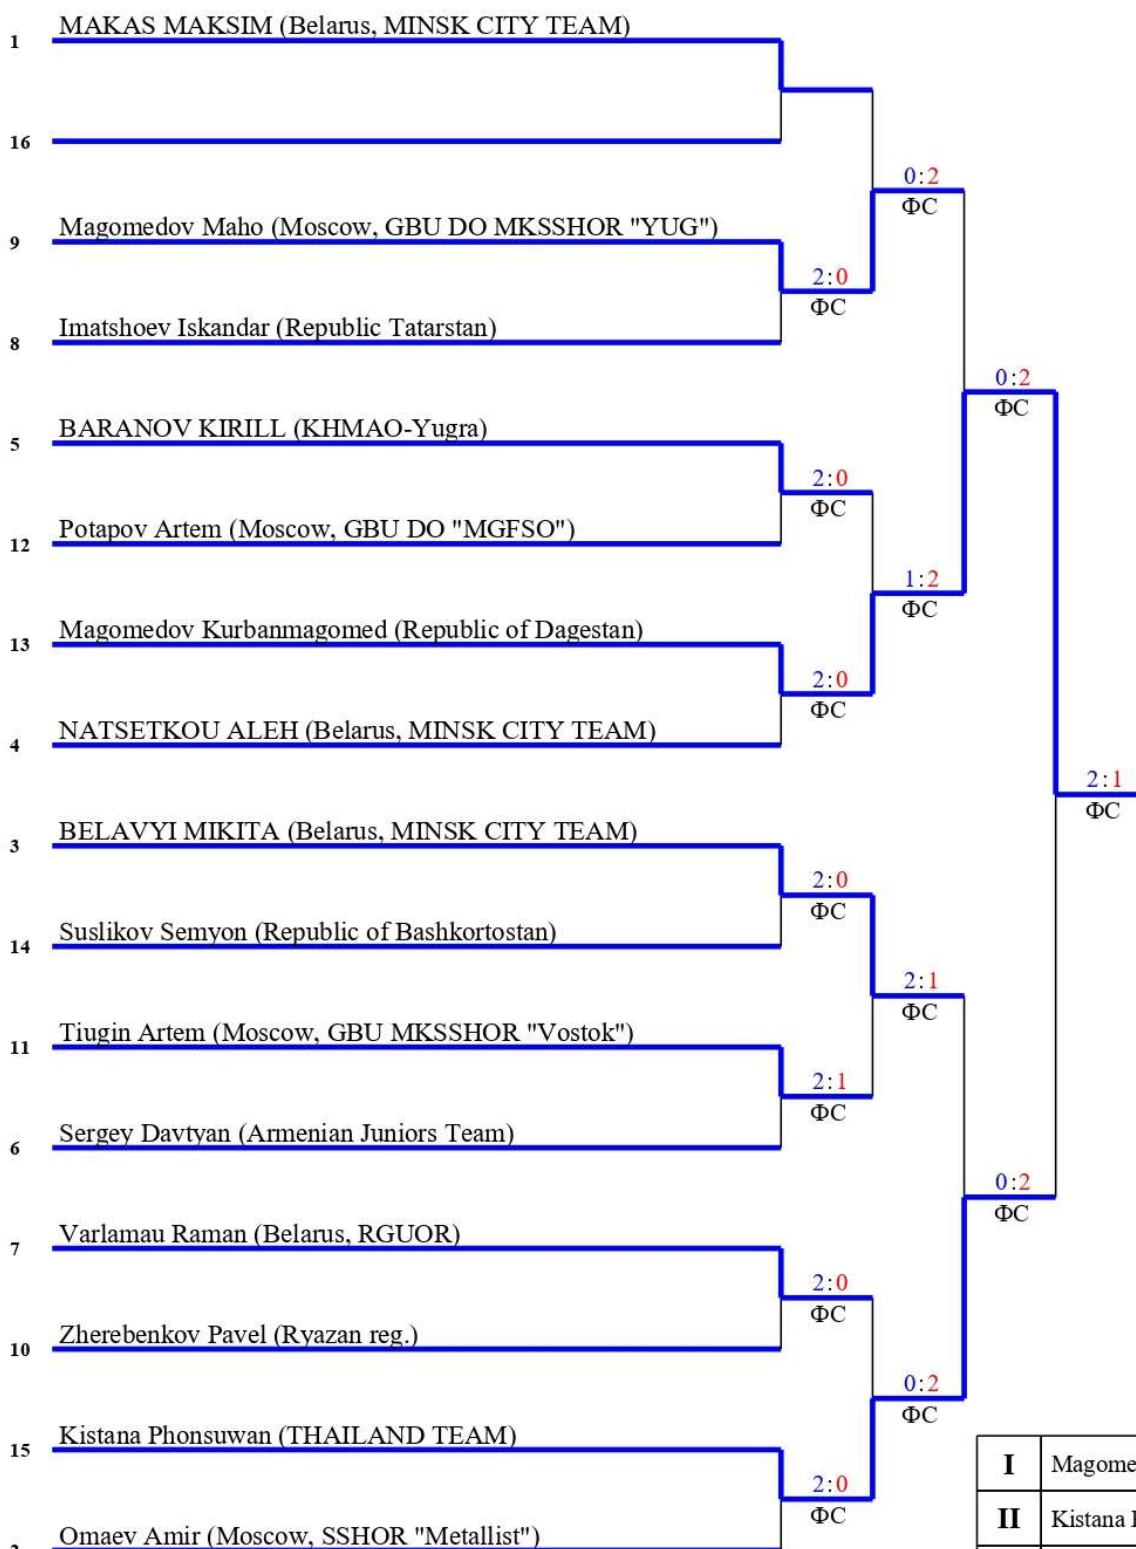 MAKAS MAKSIM (Belarus, MINSK CITY TEAM)
1
16
0:2
ФС
Magomedov Maho (Moscow, GBU DO MKSSHOR "YUG")
9
2:0
ФС
Imatshoev Iskandar (Republic Tatarstan)
8
0:2
ФС
BARANOV KIRILL (KHMAO-Yugra)
5
2:0
ФС
Potapov Artem (Moscow, GBU DO "MGFSO")
12
1:2
ФС
Magomedov Kurbanmagomed (Republic of Dagestan)
13
2:0
ФС
NATSETKOU ALEH (Belarus, MINSK CITY TEAM)
4
2:1
ФС
BELAVYI MIKITA (Belarus, MINSK CITY TEAM)
3
2:0
ФС
Suslikov Semyon (Republic of Bashkortostan)
14
2:1
ФС
Tiugin Artem (Moscow, GBU MKSSHOR "Vostok")
11
2:1
ФС
Sergey Davtyan (Armenian Juniors Team)
6
0:2
ФС
Varlamau Raman (Belarus, RGUOR)
7
2:0
ФС
Zherebenkov Pavel (Ryazan reg.)
10
0:2
ФС
Kistana Phonsuwan (THAILAND TEAM)
15
I Magome
2:0
ФС
II Kistana
Omaev Amir (Moscow, SSHOR "Metallist")